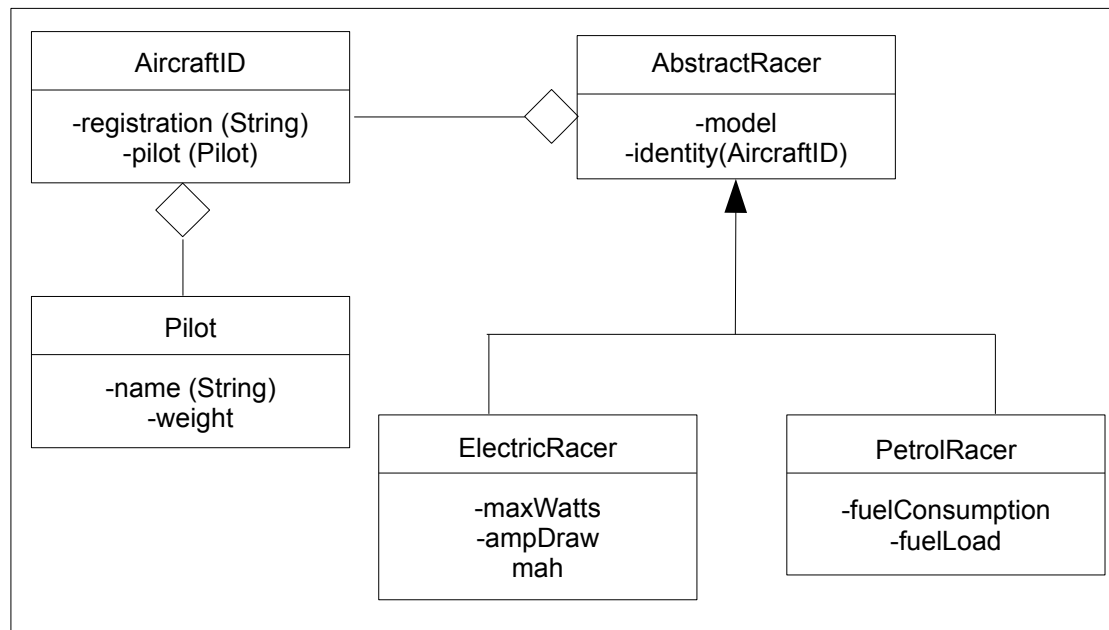 AircraftID
-registration (String)
-pilot (Pilot)
AbstractRacer
-model
-identity(AircraftID)
Pilot
-name (String)
-weight
ElectricRacer
-maxWatts
-ampDraw
mah
PetrolRacer
-fuelConsumption
-fuelLoad